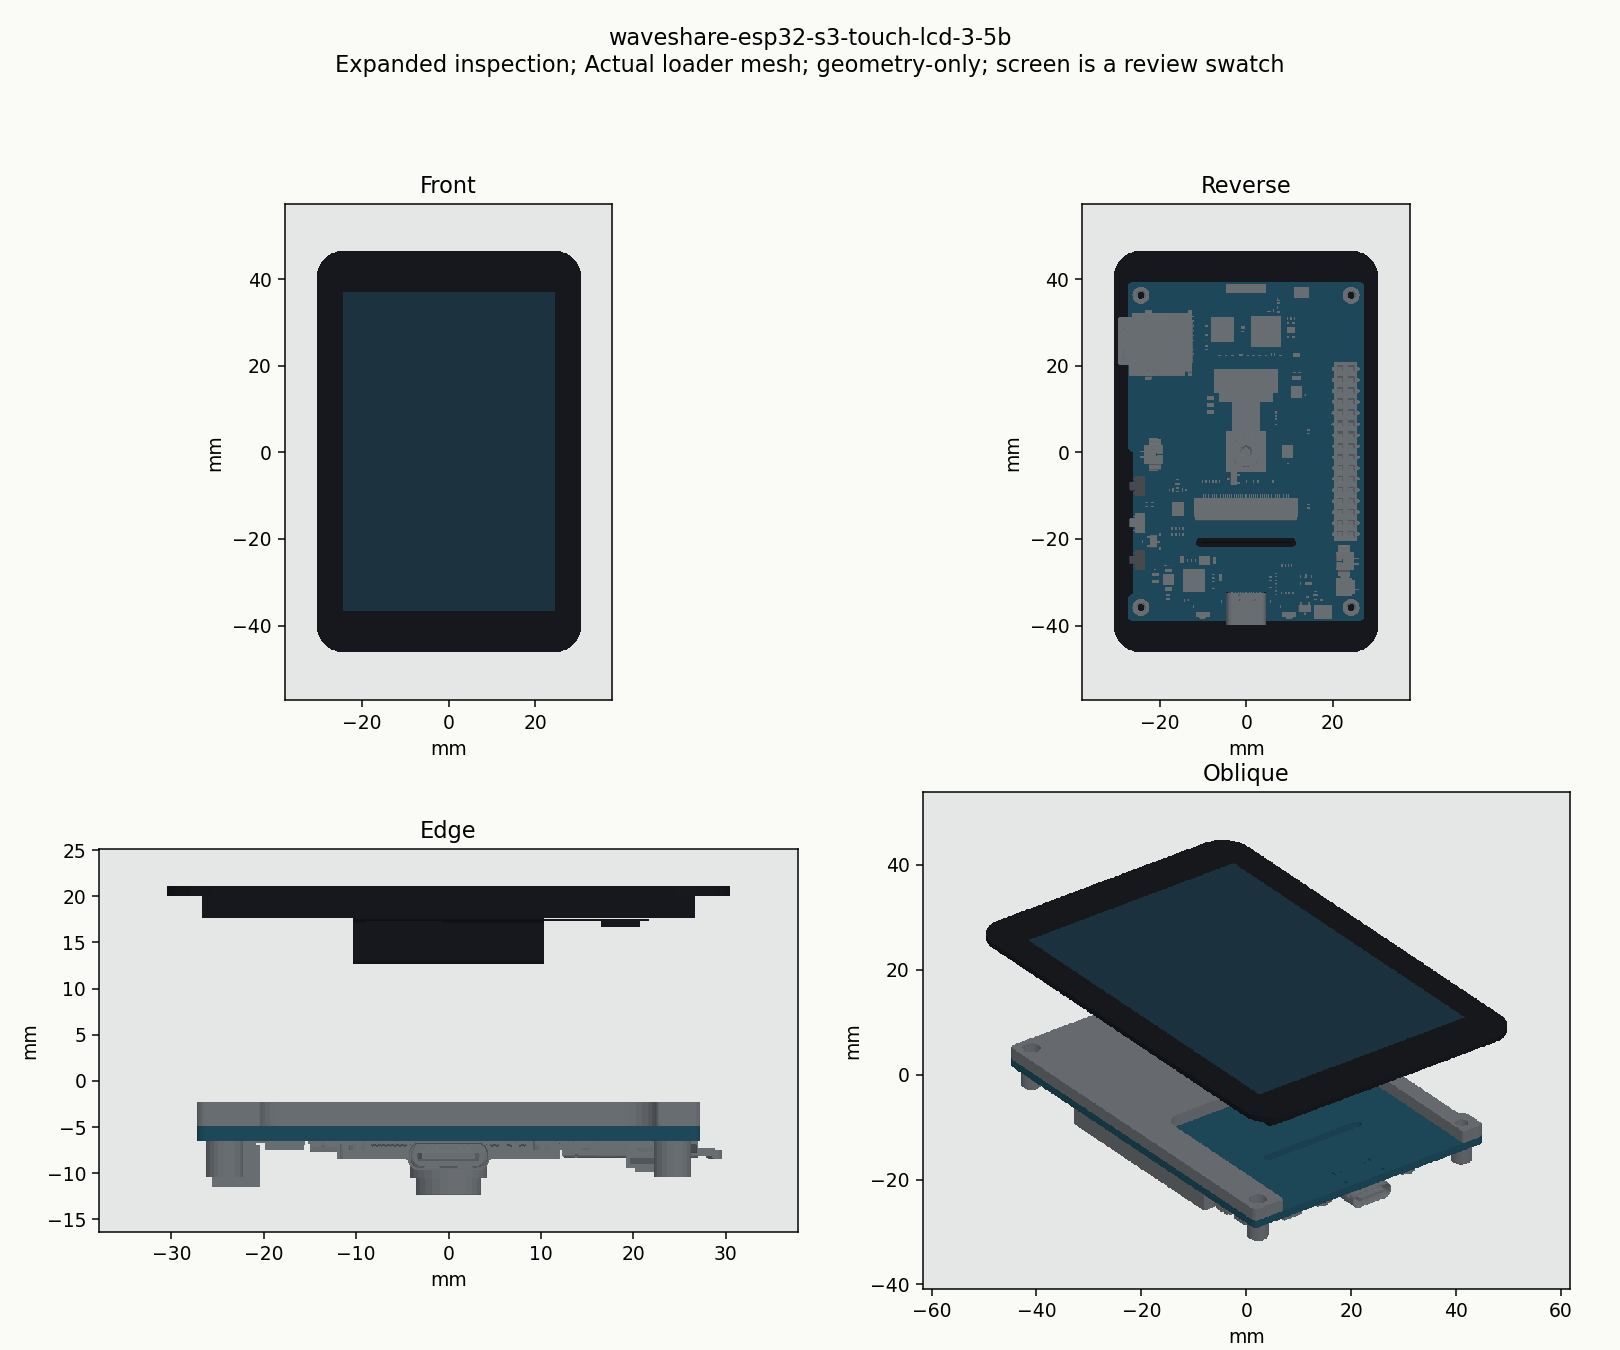 waveshare-esp32-s3-touch-lcd-3-5b
Expanded inspection; Actual loader mesh; geometry-only; screen is a review swatch
Front
40
20
0
−20
−40
mm
−20 0 20
mm
Reverse
40
20
0
−20
−40
mm
−20 0 20
mm
Edge
25
20
15
10
5
0
−5
−10
−15
mm
−30 −20 −10 0 10 20 30
mm
Oblique
40
20
0
−20
−40
mm
−60 −40 −20 0 20 40 60
mm